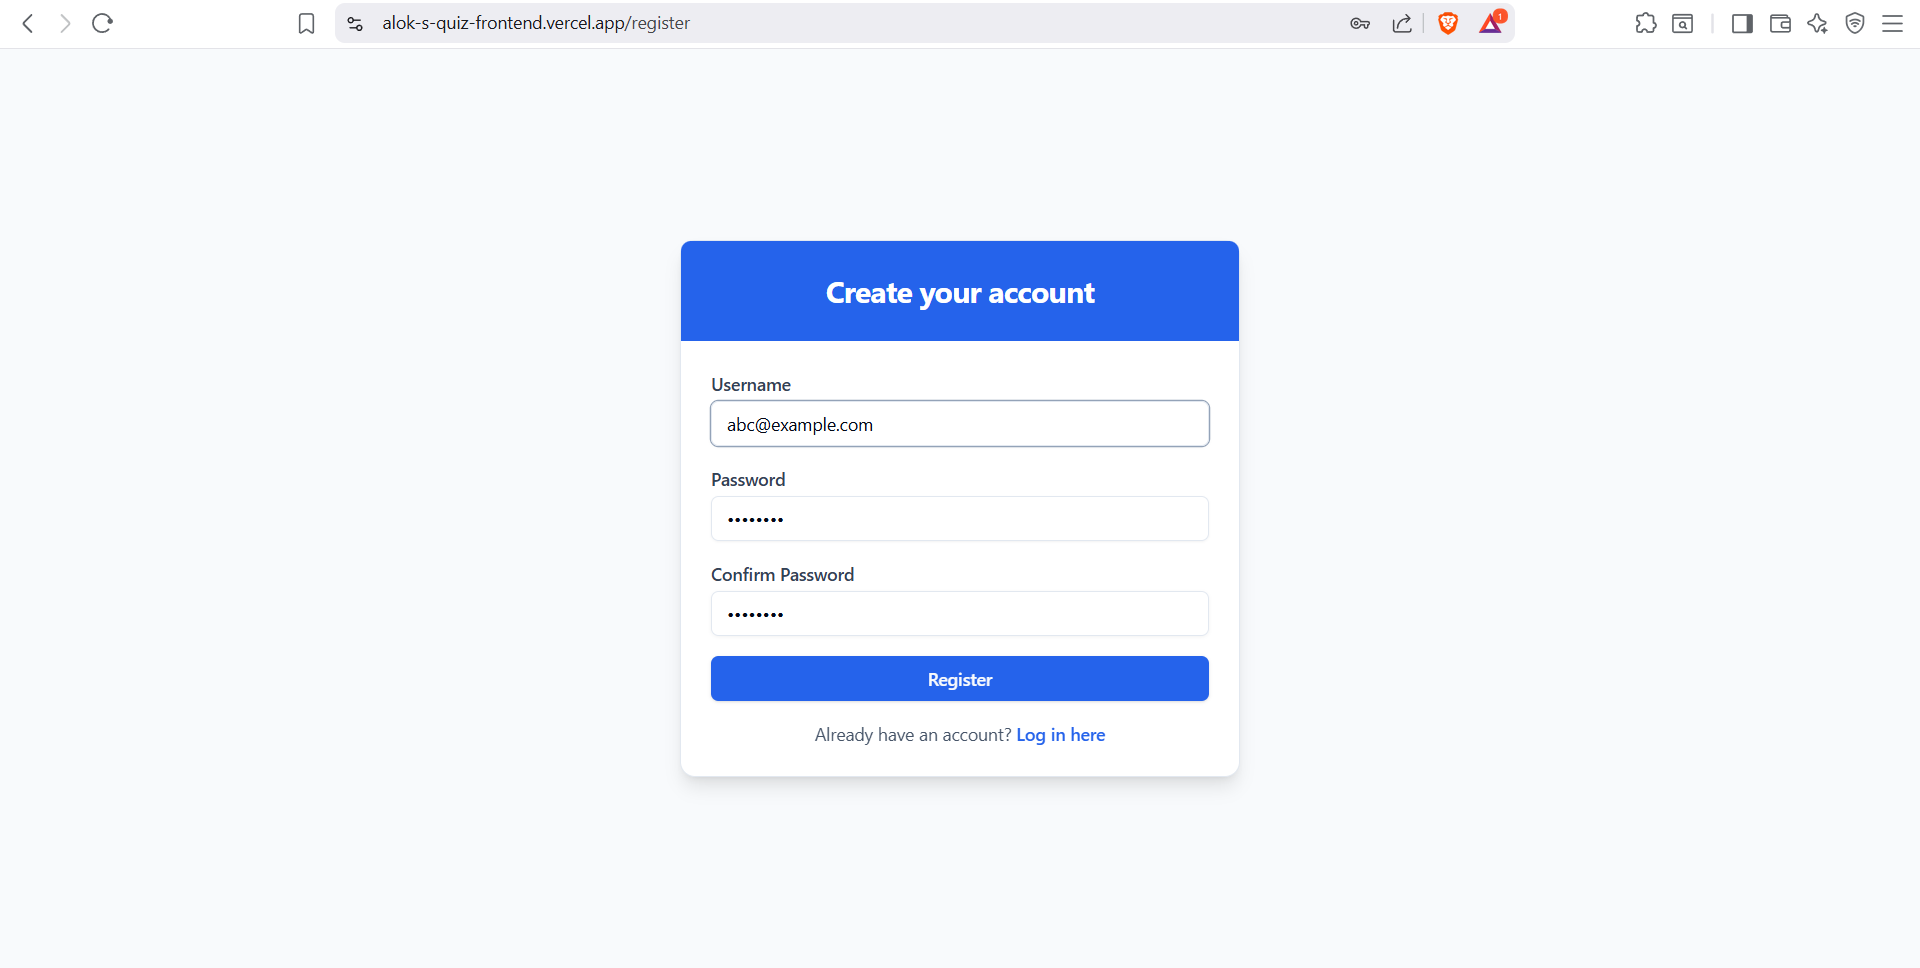 alok-s-quiz-frontend.vercel.app/register
1
Create your account
Username
abc@example.com
Password
••••••••
Confirm Password
••••••••
Register
Already have an account? Log in here